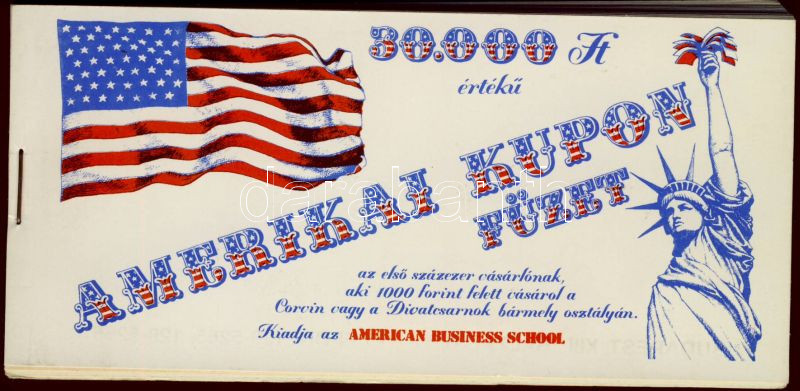 30.000 Ft
értékű
AMERIKAI KUPON
FÜZET
az első százezer vásárlónak,
aki 1000 forint felett vásárol a
Corvin vagy a Divatcsarnok bármely osztályán.
Kiadja az AMERICAN BUSINESS SCHOOL